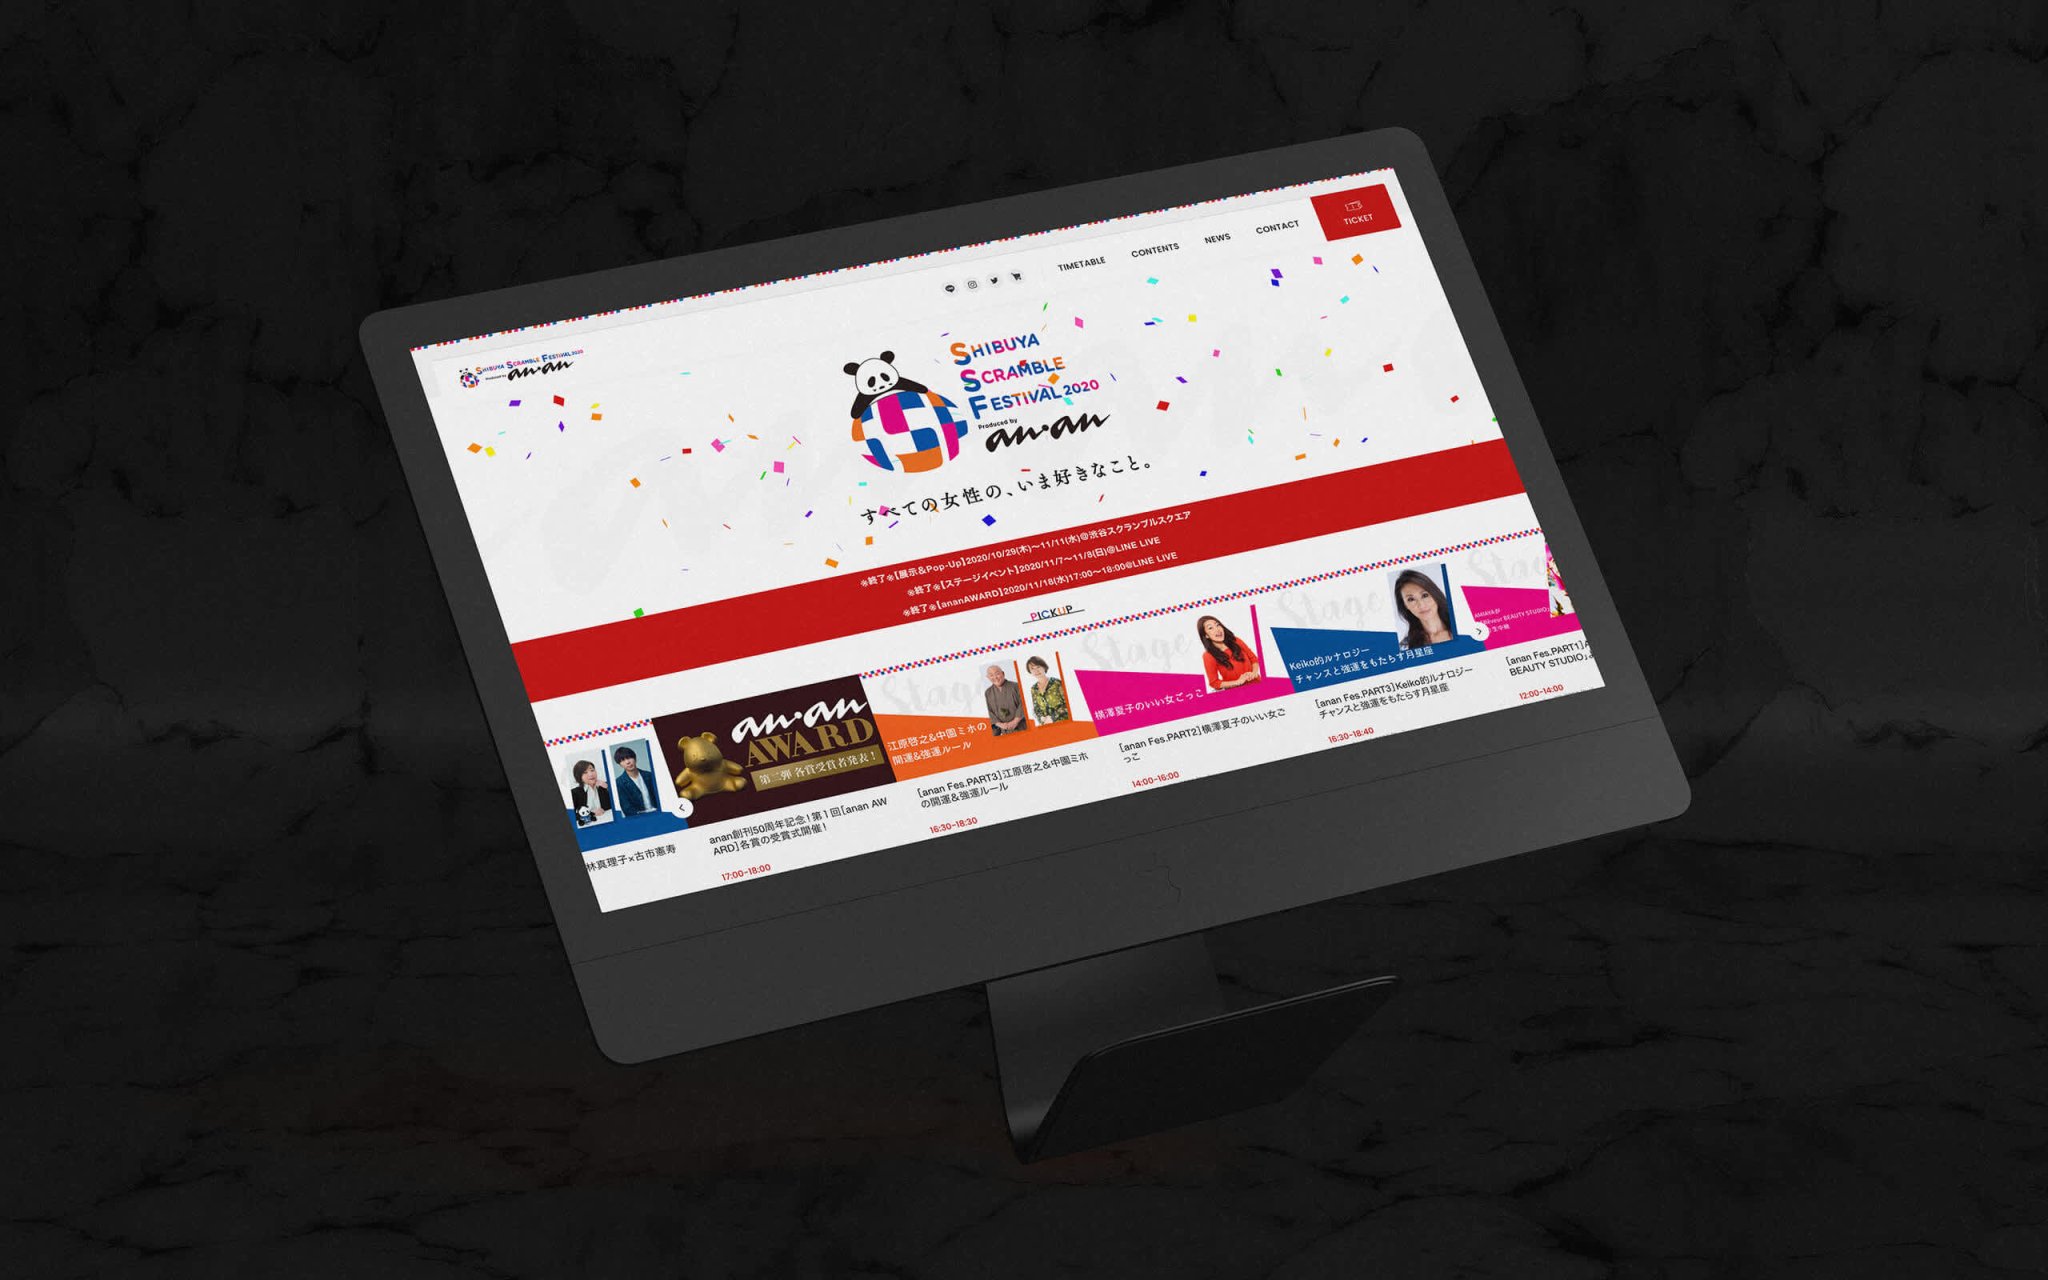 TICKET
TIMETABLE
CONTENTS
NEWS
CONTACT
SHIBUYA SCRAMBLE FESTIVAL 2020
Produced by
an·an
SHIBUYA
SCRAMBLE
FESTIVAL 2020
Produced by
an·an
すべての女性の、いま好きなこと。
※終了※【展示&Pop-Up】2020/10/29(木)〜11/11(水)@渋谷スクランブルスクエア
※終了※【ステージイベント】2020/11/7〜11/8(日)@LINE LIVE
※終了※【ananAWARD】2020/11/18(水)17:00〜18:00@LINE LIVE
PICKUP
林真理子×古市憲寿
an·an
AWARD
第二弾 各賞受賞者発表！
anan創刊50周年記念！第1回[anan AW
ARD]各賞の受賞式開催！
17:00-18:00
Stage
江原啓之&中園ミホの
開運&強運ルール
[anan Fes.PART3]江原啓之&中園ミホ
の開運&強運ルール
16:30-18:30
Stage
横澤夏子のいい女ごっこ
[anan Fes.PART2]横澤夏子のいい女ご
っこ
14:00-16:00
Stage
Keiko的ルナロジー
チャンスと強運をもたらす月星座
[anan Fes.PART3]Keiko的ルナロジー
チャンスと強運をもたらす月星座
16:30-18:40
Stage
BEAUTY STUDIO」
[anan Fes.PART1]
BEAUTY STUDIO」
12:00-14:00